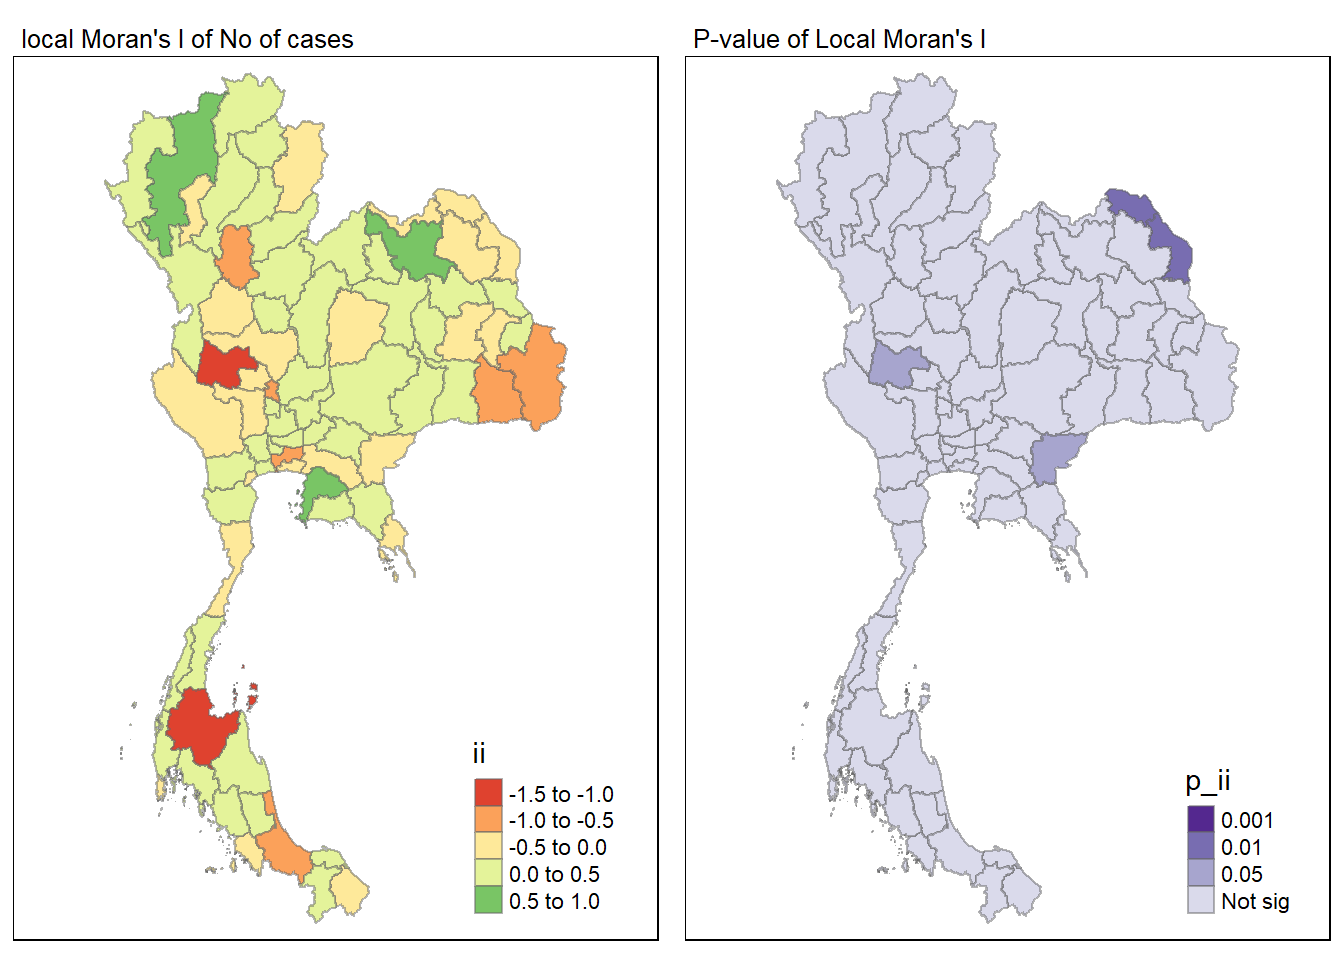 local Moran's I of No of cases
P-value of Local Moran's I
ii
-1.5 to -1.0
-1.0 to -0.5
-0.5 to 0.0
0.0 to 0.5
0.5 to 1.0
p_ii
0.001
0.01
0.05
Not sig